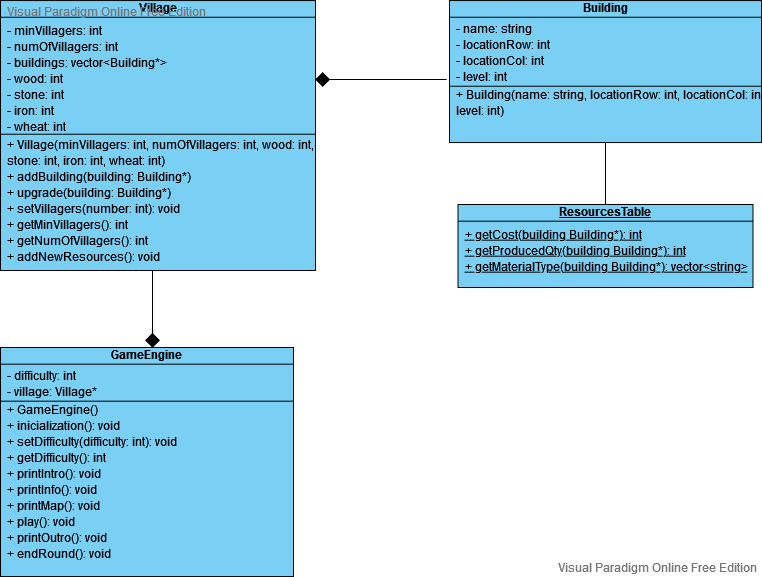 Visual Paradigm Online Free Edition
Village
- minVillagers: int
- numOfVillagers: int
- buildings: vector<Building*>
- wood: int
- stone: int
- iron: int
- wheat: int
+ Village(minVillagers: int, numOfVillagers: int, wood: int,
stone: int, iron: int, wheat: int)
+ addBuilding(building: Building*)
+ upgrade(building: Building*)
+ setVillagers(number: int): void
+ getMinVillagers(): int
+ getNumOfVillagers(): int
+ addNewResources(): void
Building
- name: string
- locationRow: int
- locationCol: int
- level: int
+ Building(name: string, locationRow: int, locationCol: in
level: int)
ResourcesTable
+ getCost(building Building*): int
+ getProducedQty(building Building*): int
+ getMaterialType(building Building*): vector<string>
GameEngine
- difficulty: int
- village: Village*
+ GameEngine()
+ inicialization(): void
+ setDifficulty(difficulty: int): void
+ getDifficulty(): int
+ printIntro(): void
+ printInfo(): void
+ printMap(): void
+ play(): void
+ printOutro(): void
+ endRound(): void
Visual Paradigm Online Free Edition